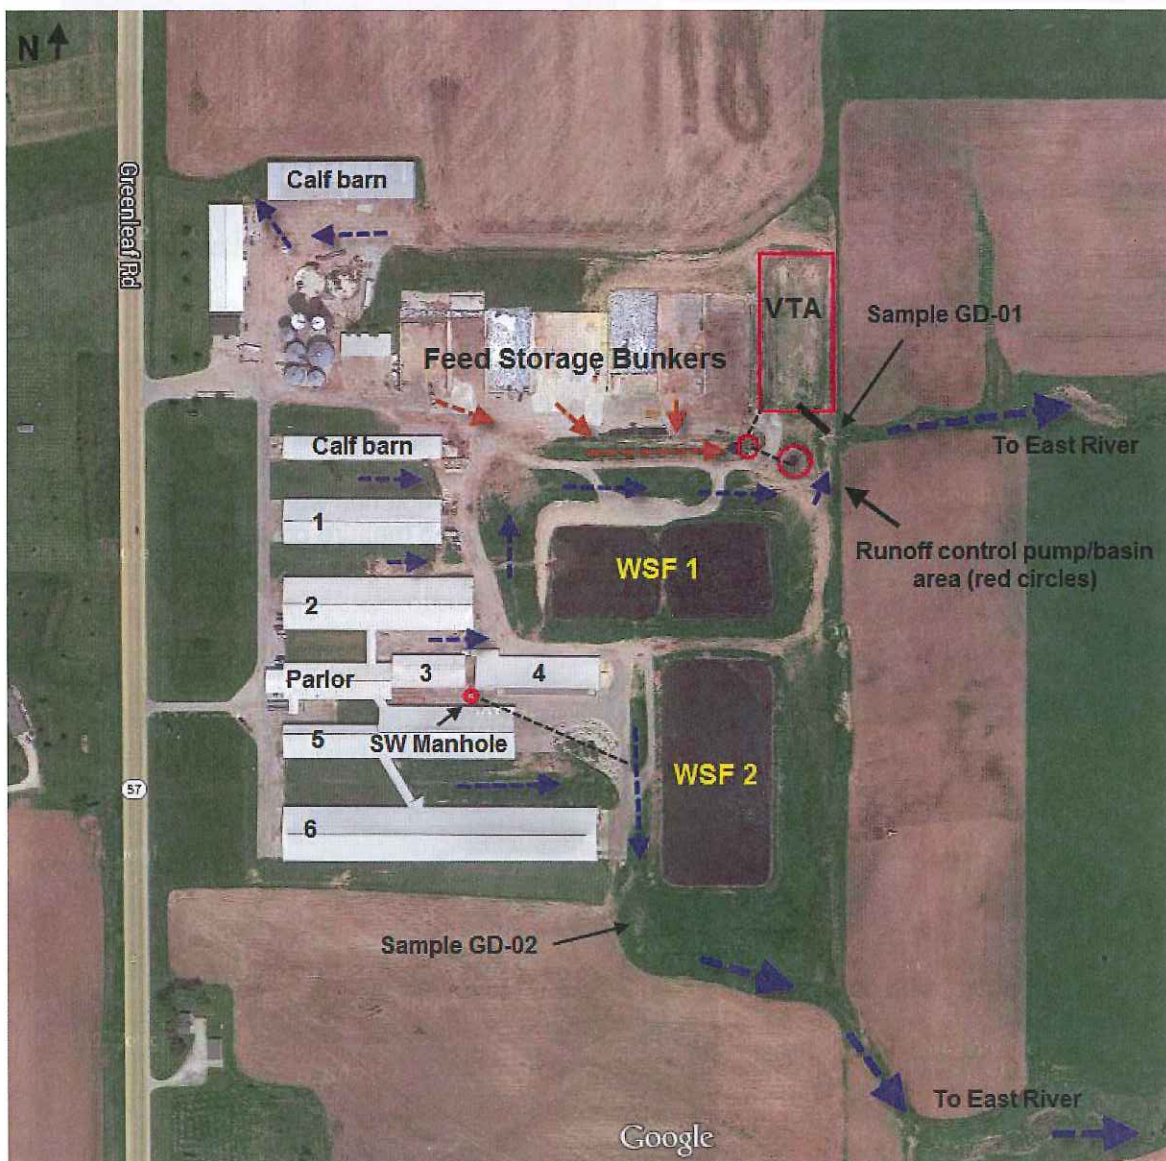 N
Greenleaf Rd
Calf barn
VTA
Sample GD-01
Feed Storage Bunkers
To East River
Calf barn
1
WSF 1
Runoff control pump/basin
area (red circles)
2
3
4
Parlor
5
SW Manhole
WSF 2
57
6
Sample GD-02
To East River
Google